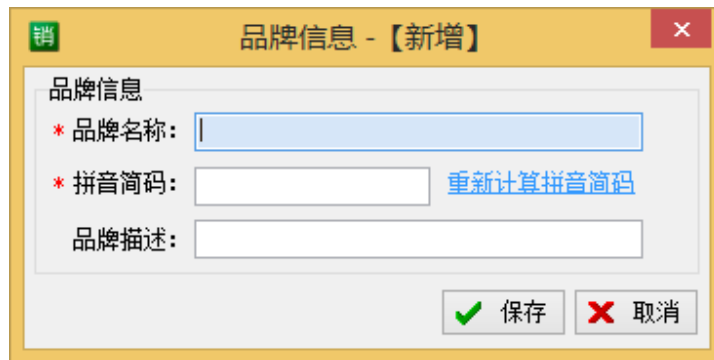 销 品牌信息 -【新增】
品牌信息
* 品牌名称：
* 拼音简码： 重新计算拼音简码
品牌描述：
保存 取消